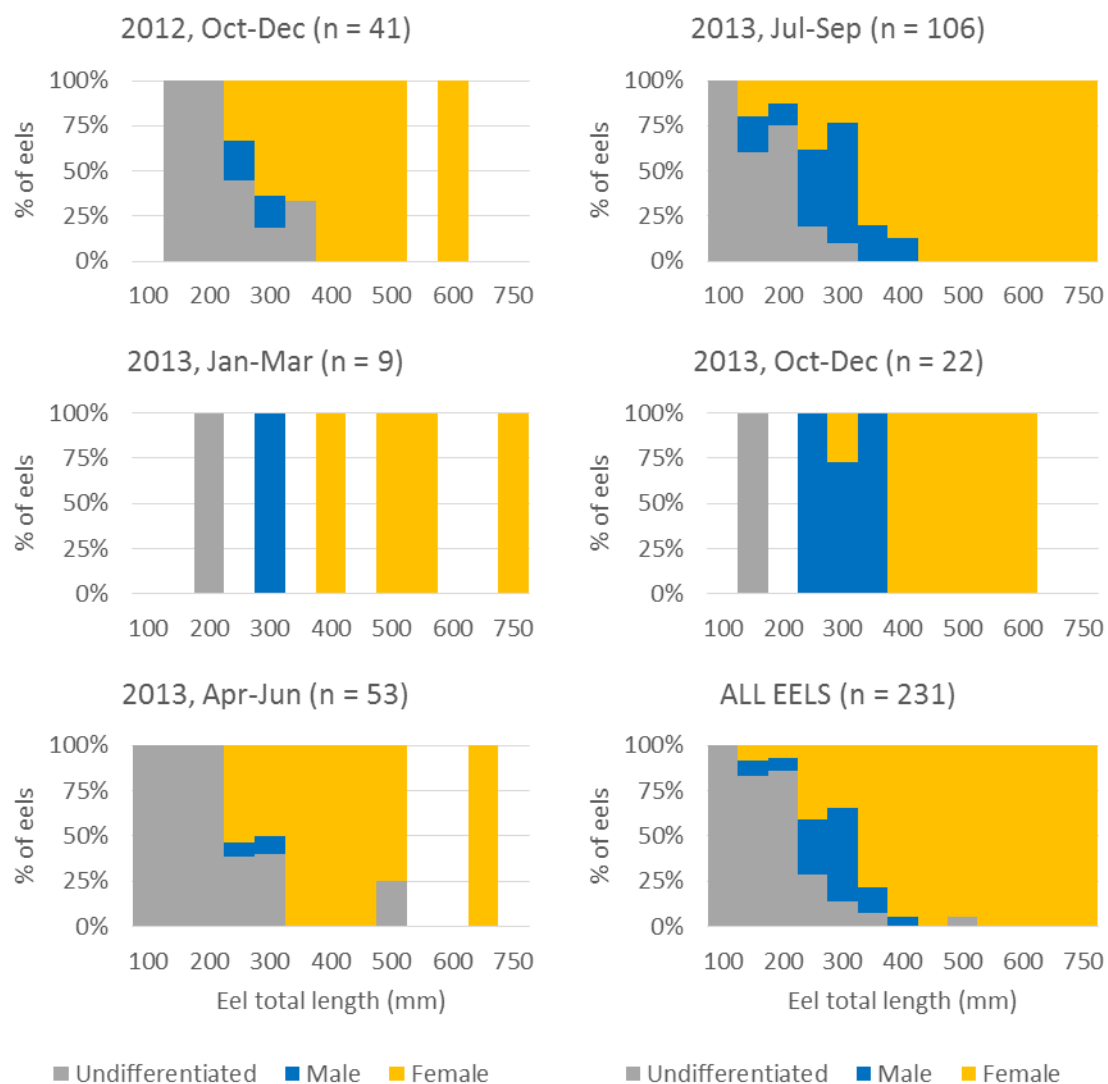 2012, Oct-Dec (n = 41)
100%
75%
50%
25%
0%
% of eels
100 200 300 400 500 600 750
2013, Jul-Sep (n = 106)
100%
75%
50%
25%
0%
% of eels
100 200 300 400 500 600 750
2013, Jan-Mar (n = 9)
100%
75%
50%
25%
0%
% of eels
100 200 300 400 500 600 750
2013, Oct-Dec (n = 22)
100%
75%
50%
25%
0%
% of eels
100 200 300 400 500 600 750
2013, Apr-Jun (n = 53)
100%
75%
50%
25%
0%
% of eels
100 200 300 400 500 600 750
Eel total length (mm)
Undifferentiated Male Female
ALL EELS (n = 231)
100%
75%
50%
25%
0%
% of eels
100 200 300 400 500 600 750
Eel total length (mm)
Undifferentiated Male Female